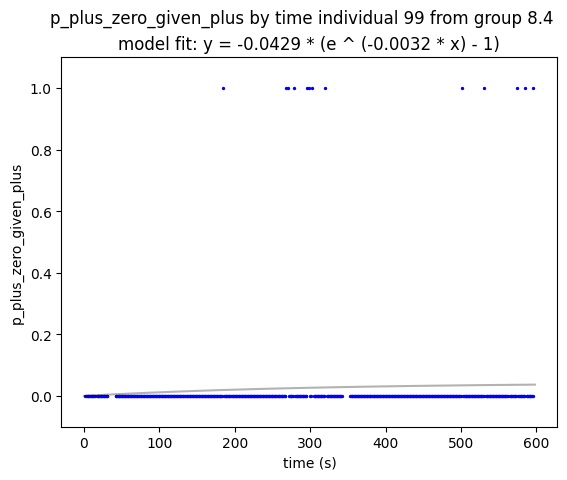 p_plus_zero_given_plus by time individual 99 from group 8.4
model fit: y = -0.0429 * (e ^ (-0.0032 * x) - 1)
p_plus_zero_given_plus
1.0
0.8
0.6
0.4
0.2
0.0
0 100 200 300 400 500 600
time (s)